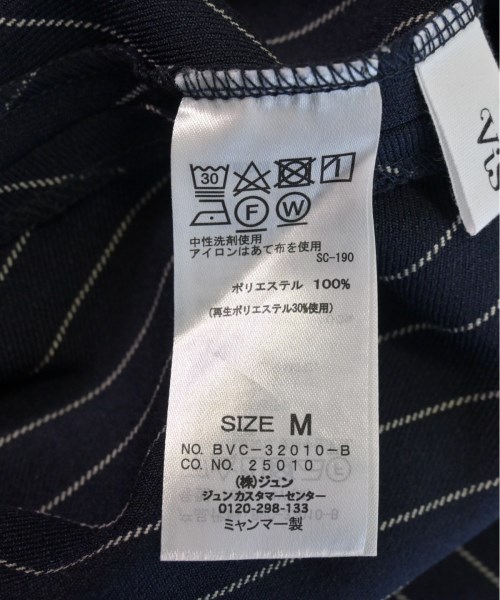 30
F W
中性洗剤使用
アイロンはあて布を使用
SC-190
ポリエステル 100%
(再生ポリエステル30%使用)
SIZE M
NO. BVC-32010-B
CO. NO. 25010
(株)ジュン
ジュンカスタマーセンター
0120-298-133
ミャンマー製